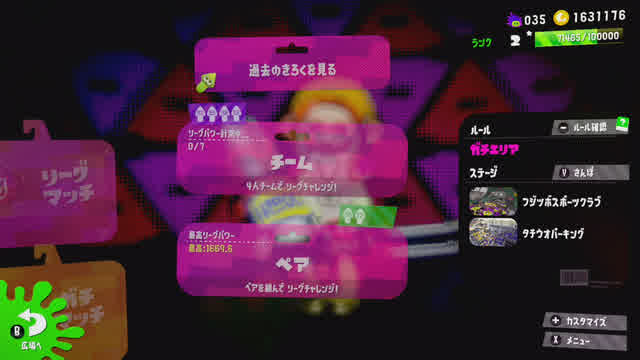 035 1631176
ランク 2 * 71465/100000
過去のきろくを見る
リーグパワー計測中…
0/7
チーム
4人チームで リーグチャレンジ!
最高リーグパワー
最高:1669.6
ペア
ペアを組んで リーグチャレンジ!
リーグ
マッチ
ガチ
マッチ
B
広場へ
ルール
− ルール確認
ガチエリア
ステージ
Y さんぽ
フジツボスポーツクラブ
タチウオパーキング
+ カスタマイズ
X メニュー